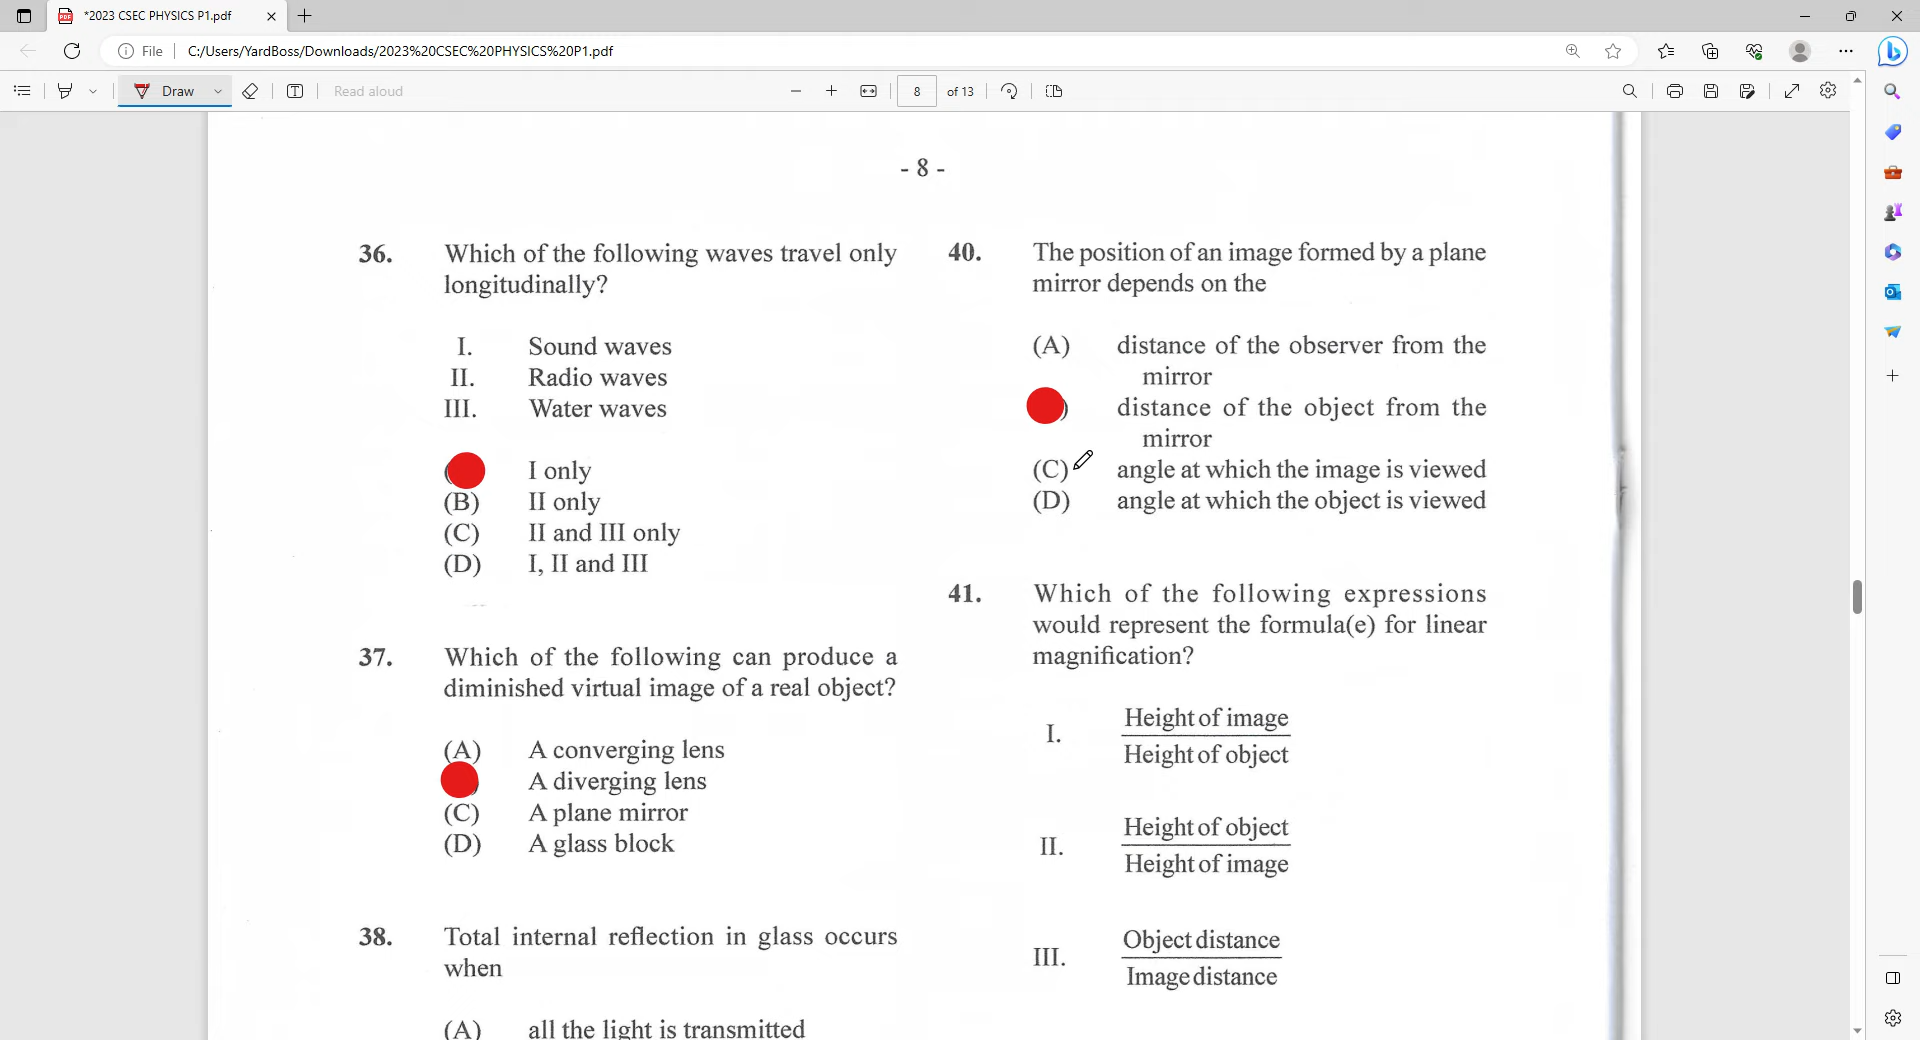 *2023 CSEC PHYSICS P1.pdf
File
C:/Users/YardBoss/Downloads/2023%20CSEC%20PHYSICS%20P1.pdf
Draw
Read aloud
8
of 13
- 8 -
36. Which of the following waves travel only
longitudinally?
I. Sound waves
II. Radio waves
III. Water waves
( I only
(B) II only
(C) II and III only
(D) I, II and III
37. Which of the following can produce a
diminished virtual image of a real object?
(A) A converging lens
) A diverging lens
(C) A plane mirror
(D) A glass block
38. Total internal reflection in glass occurs
when
(A) all the light is transmitted
40. The position of an image formed by a plane
mirror depends on the
(A) distance of the observer from the
mirror
) distance of the object from the
mirror
(C) angle at which the image is viewed
(D) angle at which the object is viewed
41. Which of the following expressions
would represent the formula(e) for linear
magnification?
I. Height of image
Height of object
II. Height of object
Height of image
III. Object distance
Image distance